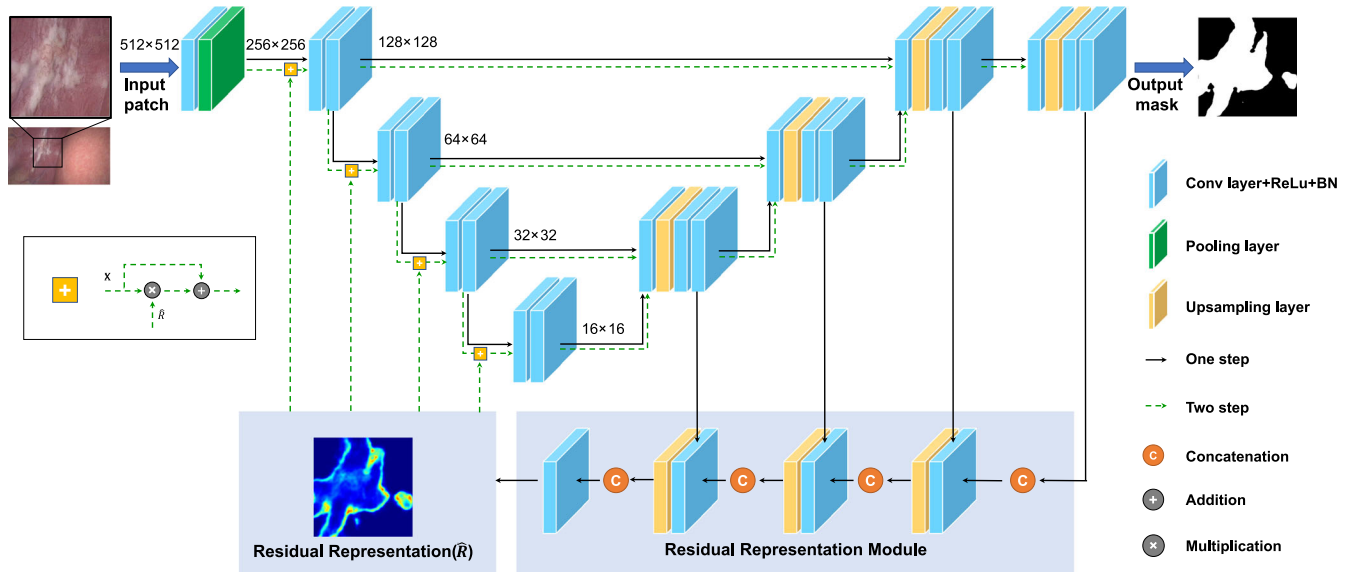 512×512
Input
patch
256×256
128×128
64×64
32×32
16×16
Output
mask
X
R̂
Conv layer+ReLu+BN
Pooling layer
Upsampling layer
One step
Two step
C Concatenation
+ Addition
× Multiplication
C C C C
Residual Representation(R̂)
Residual Representation Module